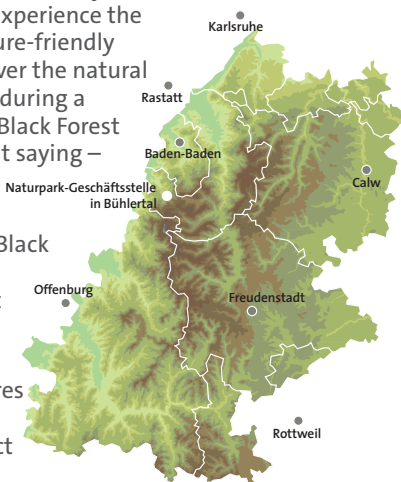 experience the
ure-friendly
ver the natural
during a
Black Forest
t saying –
Black
res
ct
Karlsruhe
Rastatt
Baden-Baden
Calw
Naturpark-Geschäftsstelle
in Bühlertal
Offenburg
Freudenstadt
Rottweil